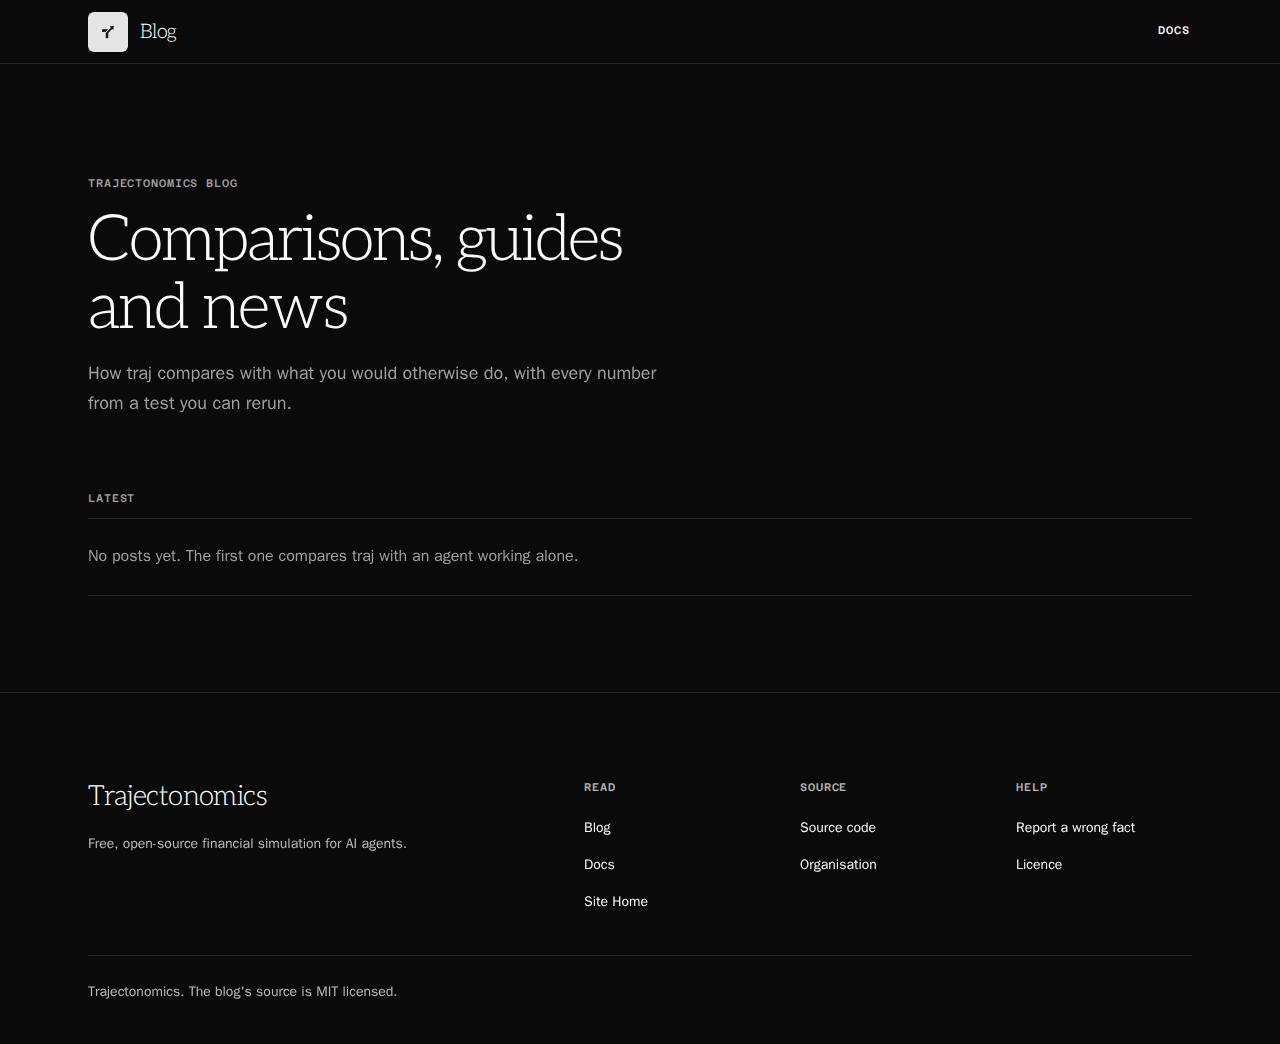 Blog
DOCS
TRAJECTONOMICS BLOG
Comparisons, guides
and news
How traj compares with what you would otherwise do, with every number
from a test you can rerun.
LATEST
No posts yet. The first one compares traj with an agent working alone.
Trajectonomics
Free, open-source financial simulation for AI agents.
READ
Blog
Docs
Site Home
SOURCE
Source code
Organisation
HELP
Report a wrong fact
Licence
Trajectonomics. The blog's source is MIT licensed.